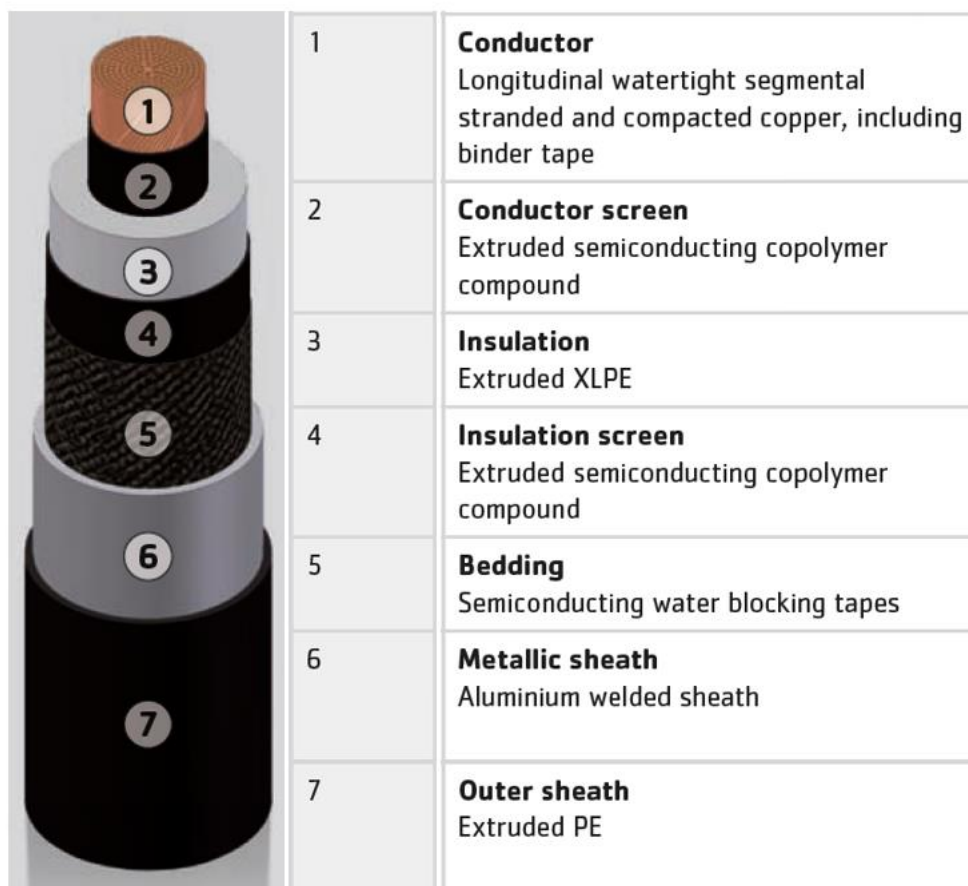 1
2
3
4
5
6
7
1
Conductor
Longitudinal watertight segmental
stranded and compacted copper, including
binder tape
2
Conductor screen
Extruded semiconducting copolymer
compound
3
Insulation
Extruded XLPE
4
Insulation screen
Extruded semiconducting copolymer
compound
5
Bedding
Semiconducting water blocking tapes
6
Metallic sheath
Aluminium welded sheath
7
Outer sheath
Extruded PE